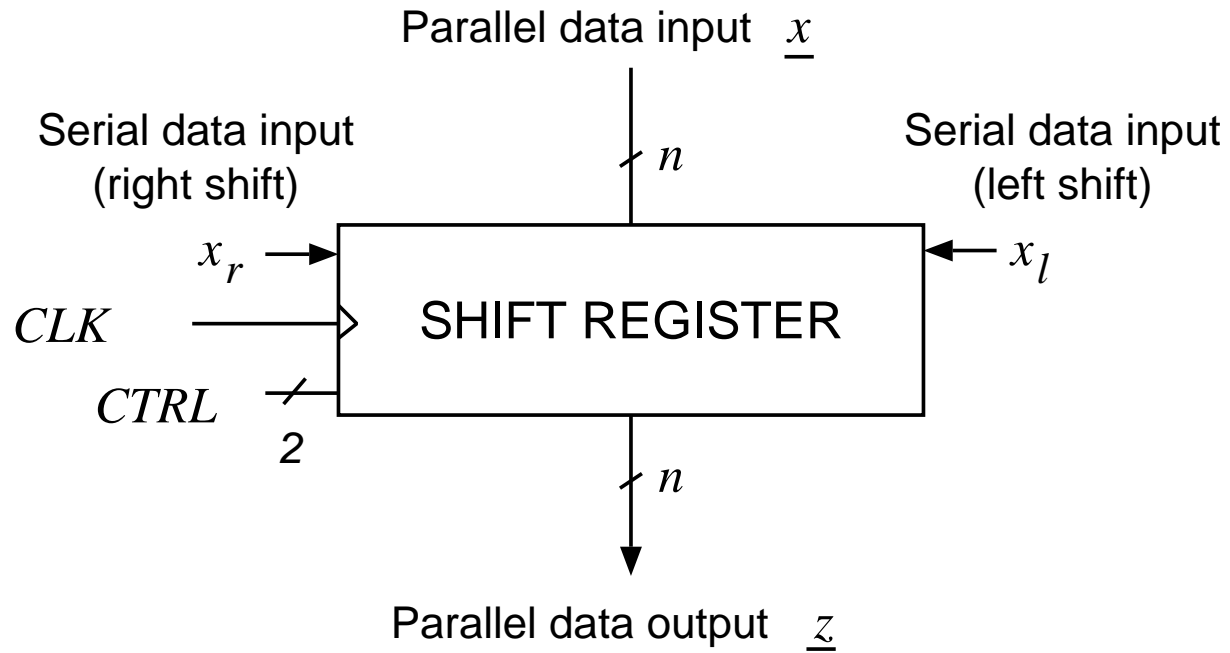 Parallel data input x
Serial data input
(right shift)
n
Serial data input
(left shift)
x_r
x_l
CLK
SHIFT REGISTER
CTRL
2
n
Parallel data output z